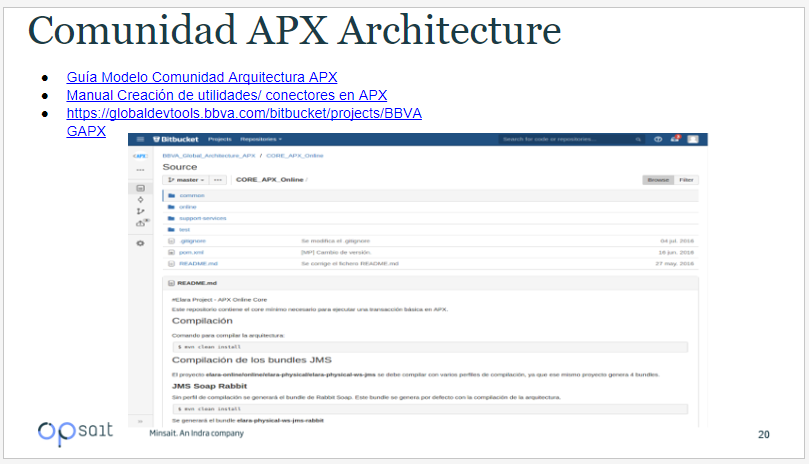 Comunidad APX Architecture
● Guía Modelo Comunidad Arquitectura APX
● Manual Creación de utilidades/ conectores en APX
● https://globaldevtools.bbva.com/bitbucket/projects/BBVA
GAPX
Bitbucket Projects Repositories Search for code or repositories...
BBVA_Global_Architecture_APX / CORE_APX_Online
Source
master ... CORE_APX_Online / Browse Filter
common
online
support-services
test
.gitignore Se modifica el .gitignore 04 jul. 2018
pom.xml [MP] Cambio de versión. 18 jun. 2018
README.md Se corrige el fichero README.md 27 may. 2016
README.md
#Elara Project - APX Online Core
Este repositorio contiene el core mínimo necesario para ejecutar una transacción básica en APX.
Compilación
Comando para compilar la arquitectura:
$ mvn clean install
Compilación de los bundles JMS
El proyecto elara-online/online/elara-physical/elara-physical-ws-jms se debe compilar con varios perfiles de compilación, ya que ese mismo proyecto genera 4 bundles.
JMS Soap Rabbit
Sin perfil de compilación se generará el bundle de Rabbit Soap. Este bundle se genera por defecto con la compilación de la arquitectura.
$ mvn clean install
Se generará el bundle elara-physical-ws-jms-rabbit
opsait Minsait. An Indra company 20